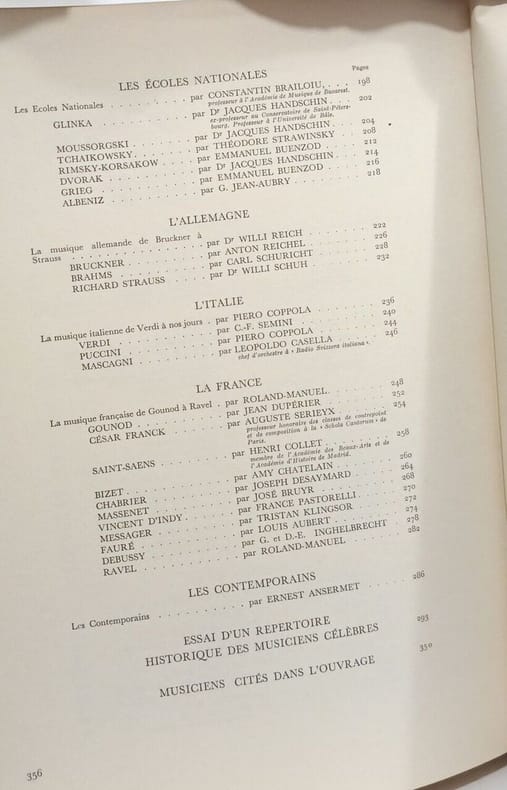 Pages
LES ÉCOLES NATIONALES
Les Ecoles Nationales . . . . . . . . par CONSTANTIN BRAILOIU, . . . 198
professeur à l'Académie de Musique de Bucarest.
GLINKA . . . . . . . . . . . par Dr JACQUES HANDSCHIN . . . 202
ex-professeur au Conservatoire de Saint-Péters-
bourg, Professeur à l'Université de Bâle.
MOUSSORGSKI . . . . . . . . par Dr JACQUES HANDSCHIN . . . 204
TCHAIKOWSKY . . . . . . . . par THÉODORE STRAWINSKY . . . 208
RIMSKY-KORSAKOW . . . . . . par EMMANUEL BUENZOD . . . . 212
DVORAK . . . . . . . . . . . par Dr JACQUES HANDSCHIN . . . 214
GRIEG . . . . . . . . . . . . par EMMANUEL BUENZOD . . . . 216
ALBENIZ . . . . . . . . . . . par G. JEAN-AUBRY . . . . . . . 218
L'ALLEMAGNE
La musique allemande de Bruckner à
Strauss . . . . . . . . . . . . par Dr WILLI REICH . . . . . . 222
BRUCKNER . . . . . . . . . . par ANTON REICHEL . . . . . . 226
BRAHMS . . . . . . . . . . . par CARL SCHURICHT . . . . . . 228
RICHARD STRAUSS . . . . . . par Dr WILLI SCHUH . . . . . . 232
L'ITALIE
La musique italienne de Verdi à nos jours . par PIERO COPPOLA . . . . . . 236
VERDI . . . . . . . . . . . . par C.-F. SEMINI . . . . . . . . 240
PUCCINI . . . . . . . . . . . par PIERO COPPOLA . . . . . . 244
MASCAGNI . . . . . . . . . . par LEOPOLDO CASELLA . . . . 246
chef d'orchestre à « Radio Svizzera italiana ».
LA FRANCE
La musique française de Gounod à Ravel . par ROLAND-MANUEL . . . . . . 248
GOUNOD . . . . . . . . . . . par JEAN DUPÉRIER . . . . . . 252
CÉSAR FRANCK . . . . . . . . par AUGUSTE SERIEYX . . . . . 254
professeur honoraire des classes de contrepoint
et de composition à la « Schola Cantorum » de
Paris.
SAINT-SAENS . . . . . . . . . par HENRI COLLET . . . . . . . 258
membre de l'Académie des Beaux-Arts et de
l'Académie d'Histoire de Madrid.
BIZET . . . . . . . . . . . . par AMY CHATELAIN . . . . . . 260
CHABRIER . . . . . . . . . . par JOSEPH DESAYMARD . . . . 264
MASSENET . . . . . . . . . . par JOSÉ BRUYR . . . . . . . . 268
VINCENT D'INDY . . . . . . . par FRANCE PASTORELLI . . . . 270
MESSAGER . . . . . . . . . . par TRISTAN KLINGSOR . . . . 272
FAURÉ . . . . . . . . . . . . par LOUIS AUBERT . . . . . . . 274
DEBUSSY . . . . . . . . . . . par G. et D.-E. INGHELBRECHT . 278
RAVEL . . . . . . . . . . . . par ROLAND-MANUEL . . . . . . 282
LES CONTEMPORAINS
Les Contemporains . . . . . . . . . . par ERNEST ANSERMET . . . . . 286
ESSAI D'UN REPERTOIRE
HISTORIQUE DES MUSICIENS CÉLÈBRES 295
MUSICIENS CITÉS DANS L'OUVRAGE 350
356